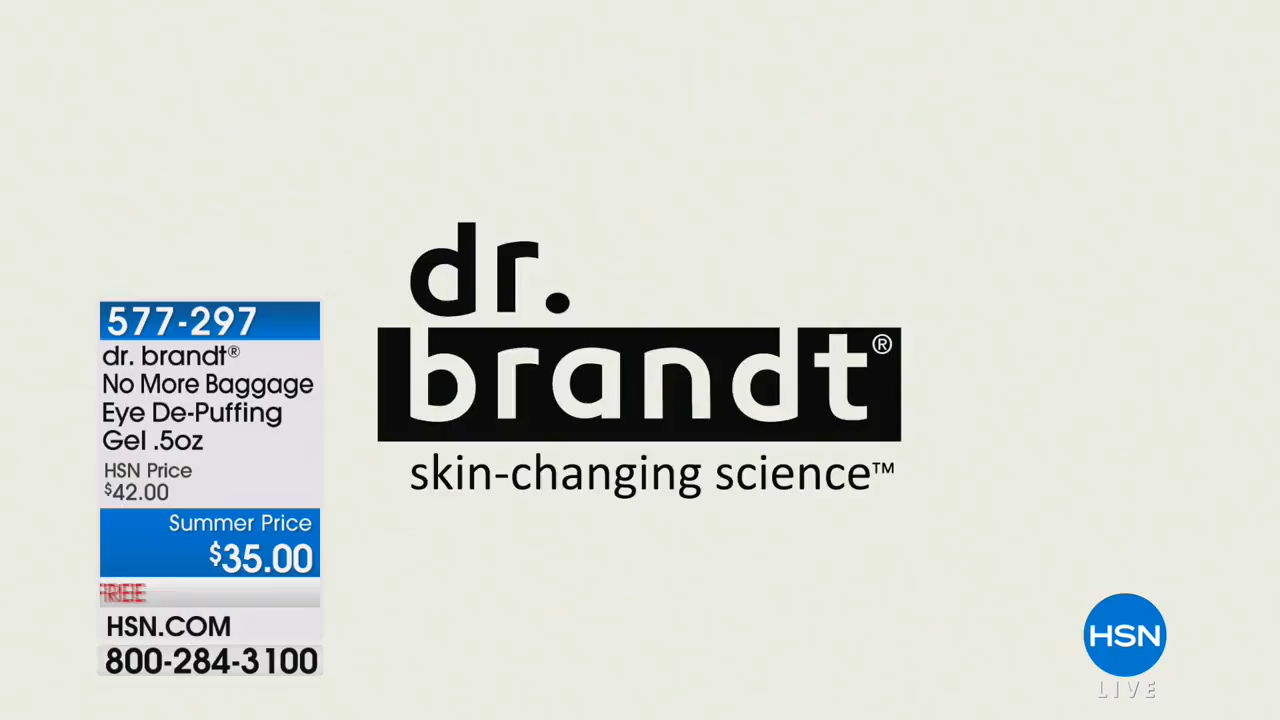 dr.
brandt®
skin-changing science™
577-297
dr. brandt®
No More Baggage
Eye De-Puffing
Gel .5oz
HSN Price
$42.00
Summer Price
$35.00
FREE
HSN.COM
800-284-3100
HSN
LIVE